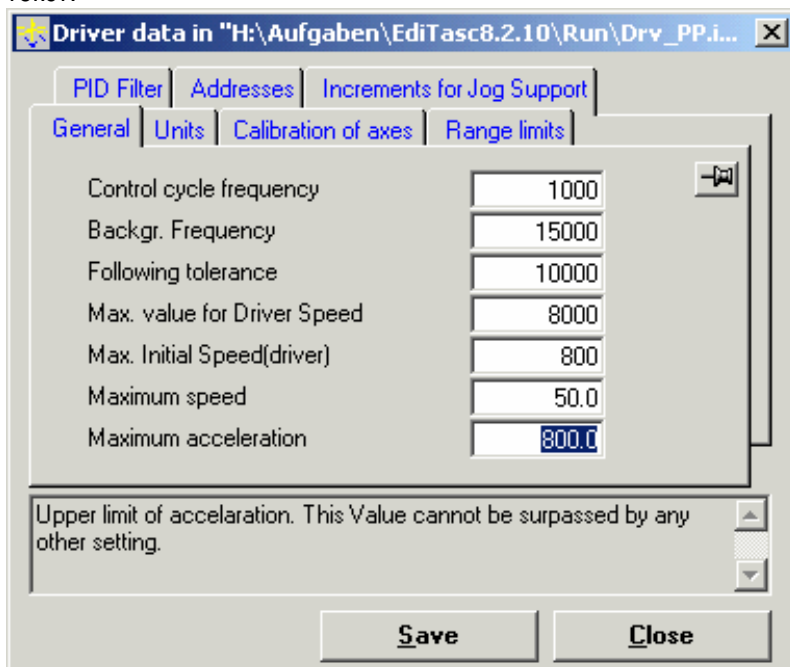 Driver data in "H:\Aufgaben\EdiTasc8.2.10\Run\Drv_PP.i...
PID Filter Addresses Increments for Jog Support
General Units Calibration of axes Range limits
Control cycle frequency 1000
Backgr. Frequency 15000
Following tolerance 10000
Max. value for Driver Speed 8000
Max. Initial Speed(driver) 800
Maximum speed 50.0
Maximum acceleration 800.0
Upper limit of accelaration. This Value cannot be surpassed by any
other setting.
Save Close